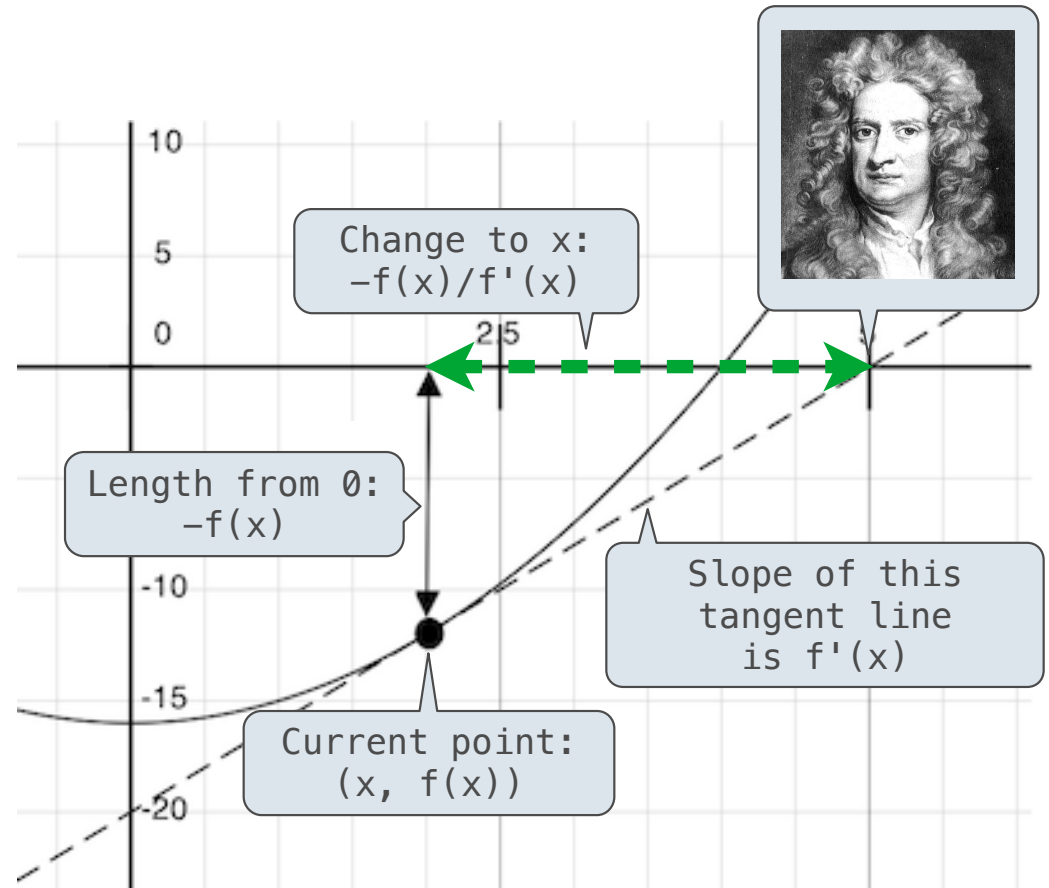 10
Change to x:
−f(x)/f'(x)
5
0
2.5
Length from 0:
−f(x)
-10
Slope of this
tangent line
is f'(x)
-15
Current point:
(x, f(x))
-20